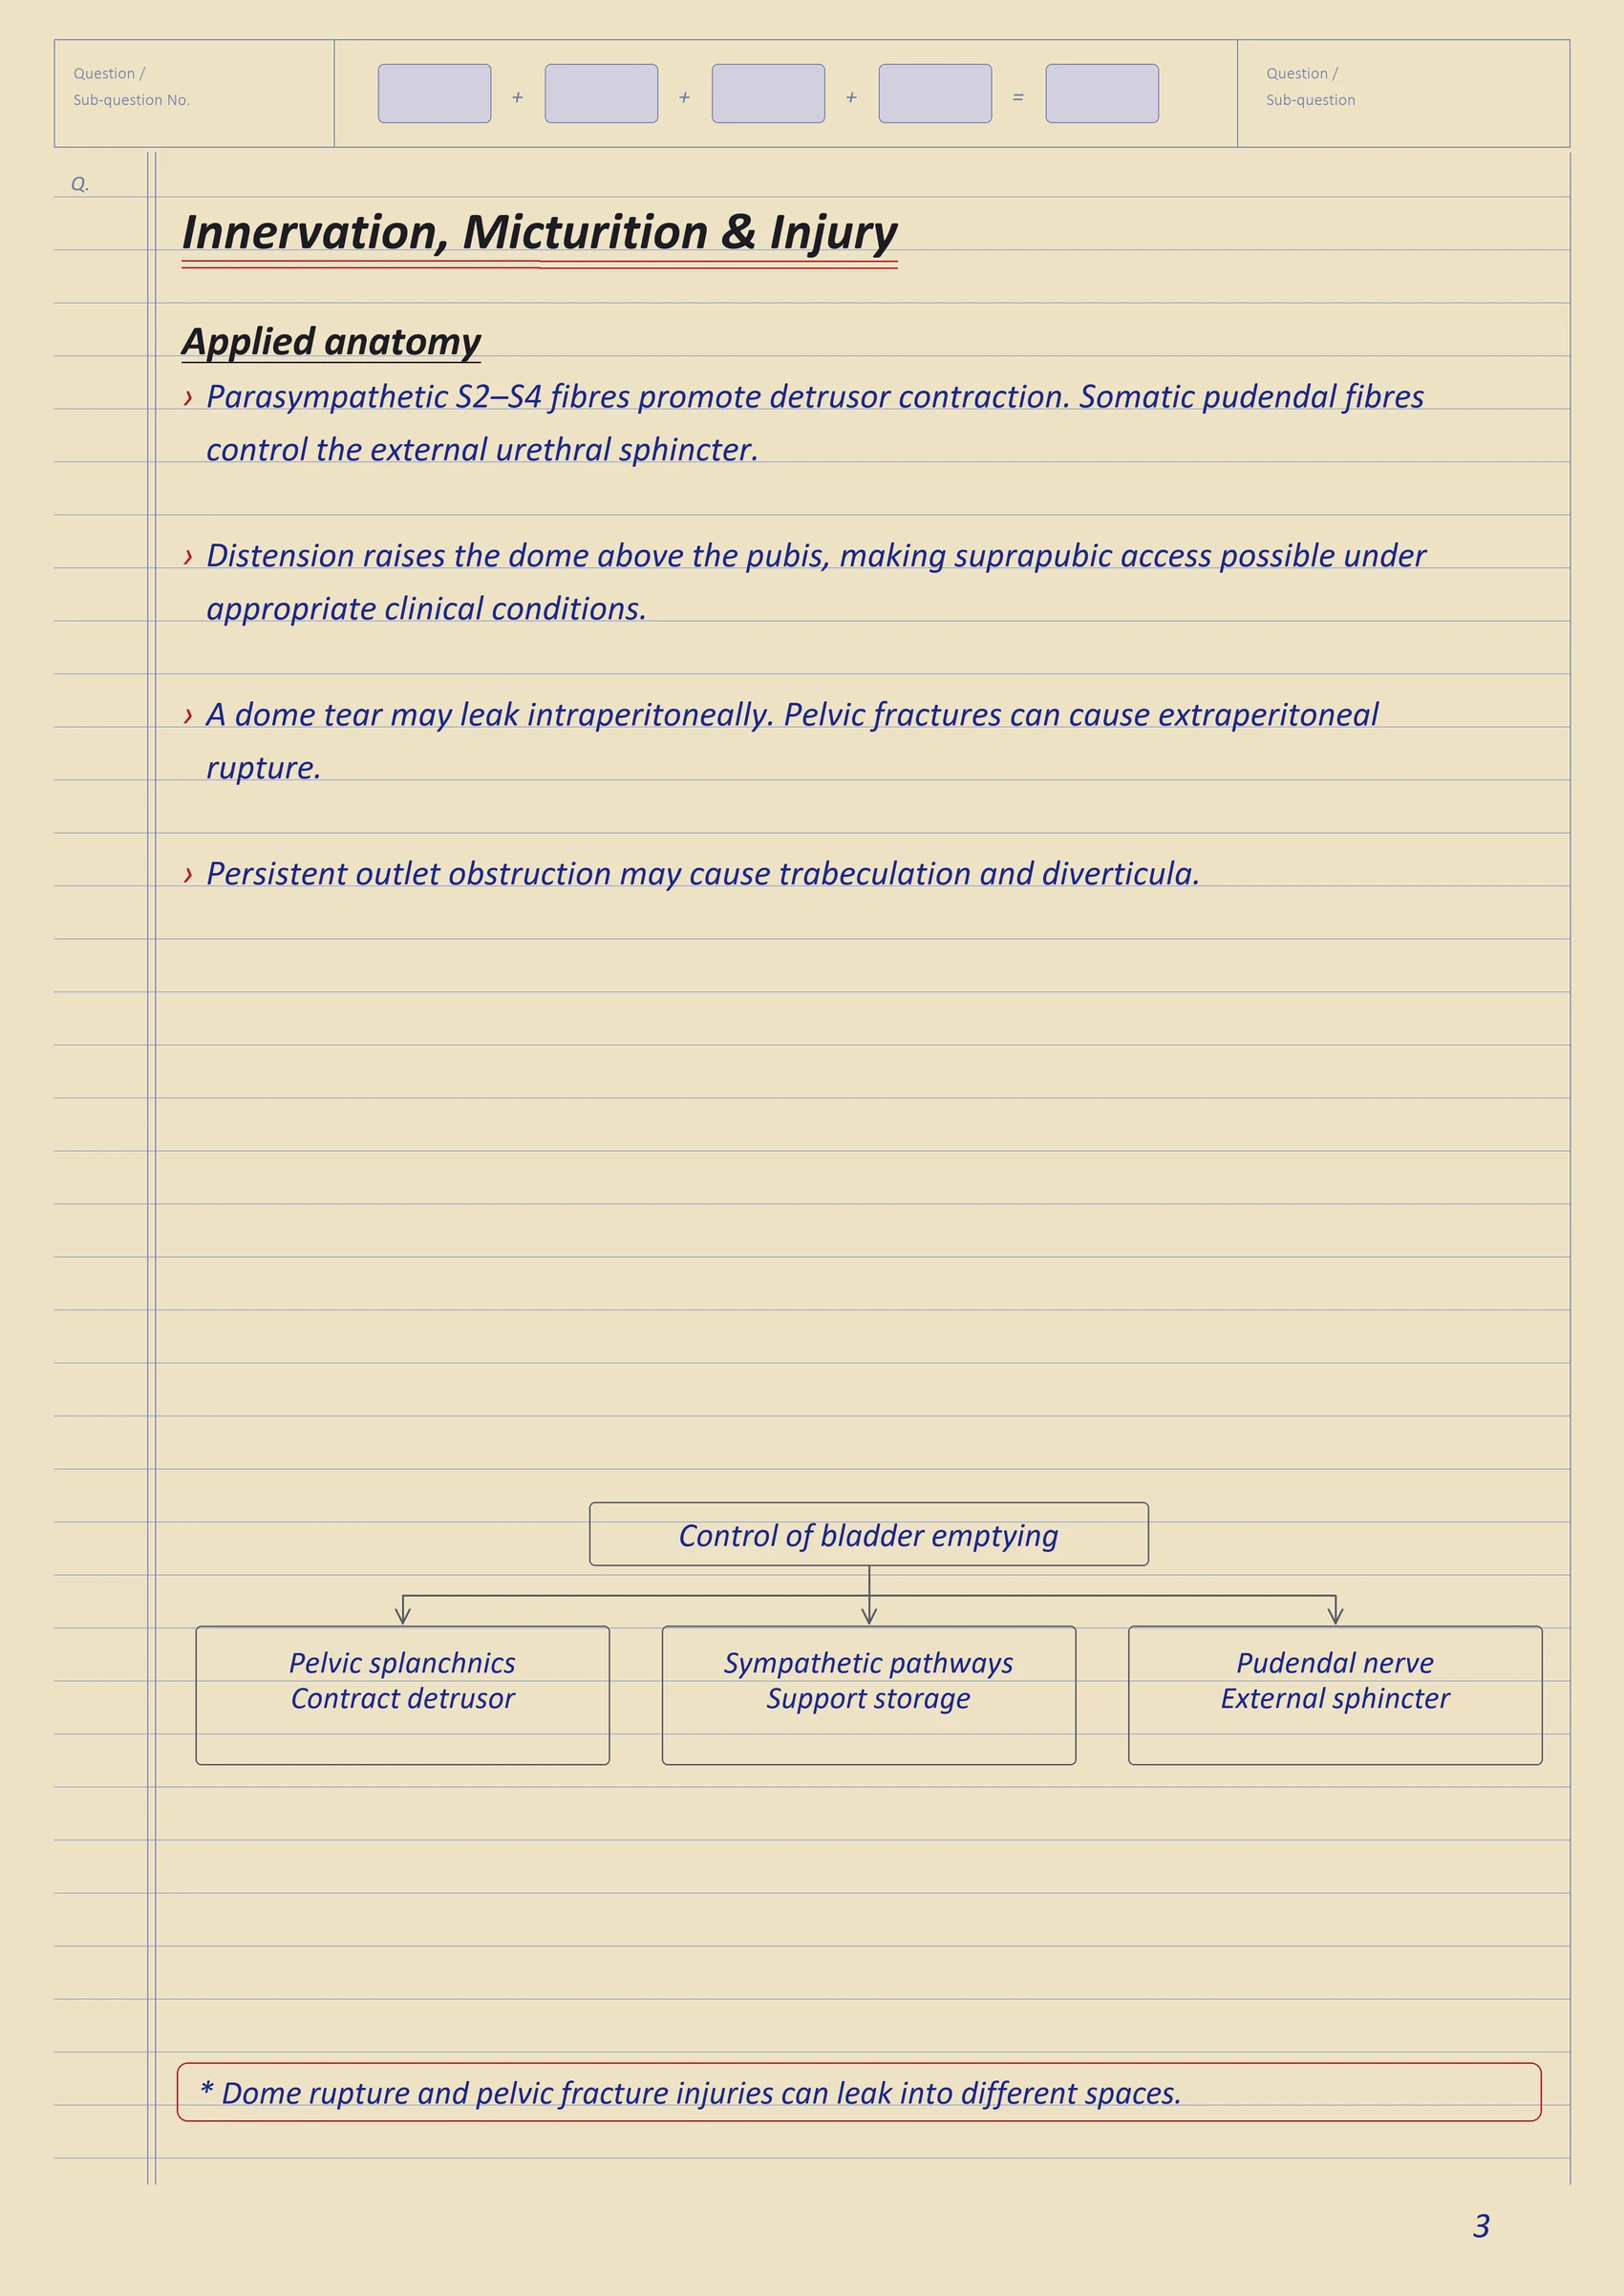 Question /
Sub-question No.
+ + + =
Question /
Sub-question
Q.
Innervation, Micturition & Injury
Applied anatomy
› Parasympathetic S2–S4 fibres promote detrusor contraction. Somatic pudendal fibres
control the external urethral sphincter.
› Distension raises the dome above the pubis, making suprapubic access possible under
appropriate clinical conditions.
› A dome tear may leak intraperitoneally. Pelvic fractures can cause extraperitoneal
rupture.
› Persistent outlet obstruction may cause trabeculation and diverticula.
Control of bladder emptying
Pelvic splanchnics
Contract detrusor
Sympathetic pathways
Support storage
Pudendal nerve
External sphincter
* Dome rupture and pelvic fracture injuries can leak into different spaces.
3